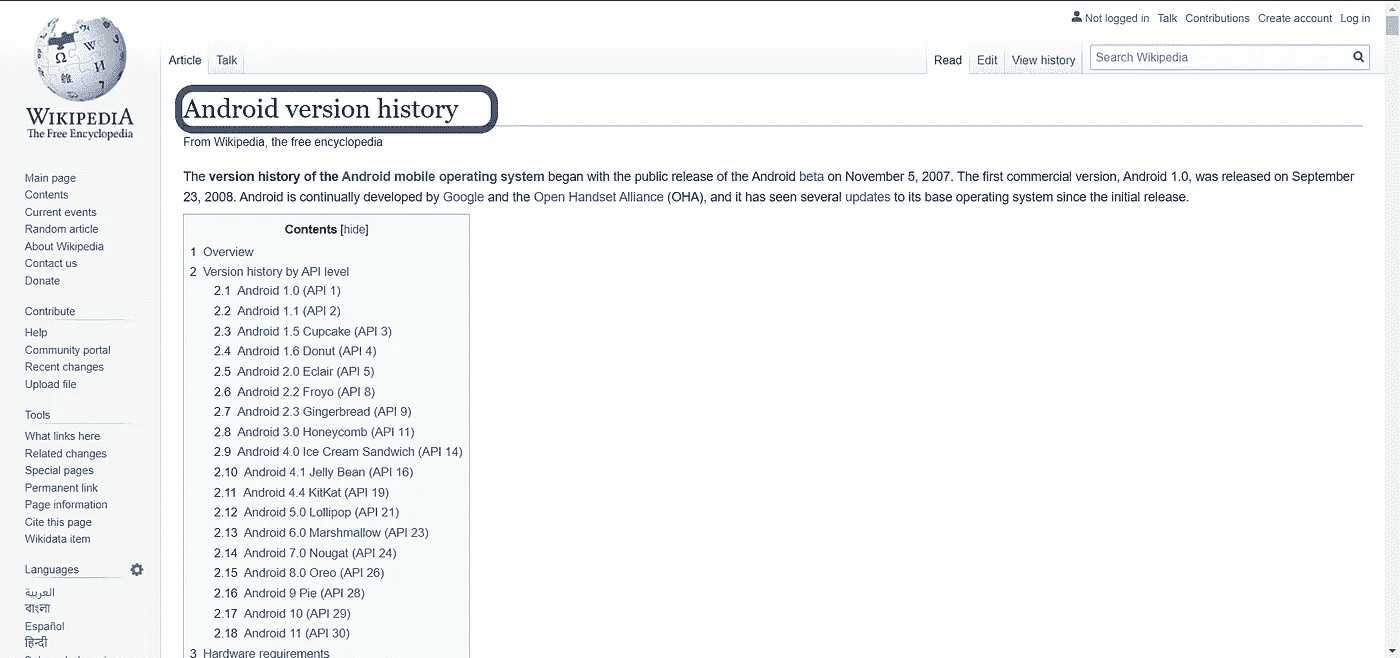 Not logged in Talk Contributions Create account Log in
WIKIPEDIA
The Free Encyclopedia
Article Talk Read Edit View history Search Wikipedia
Android version history
From Wikipedia, the free encyclopedia
The version history of the Android mobile operating system began with the public release of the Android beta on November 5, 2007. The first commercial version, Android 1.0, was released on September
23, 2008. Android is continually developed by Google and the Open Handset Alliance (OHA), and it has seen several updates to its base operating system since the initial release.
Contents [hide]
1 Overview
2 Version history by API level
2.1 Android 1.0 (API 1)
2.2 Android 1.1 (API 2)
2.3 Android 1.5 Cupcake (API 3)
2.4 Android 1.6 Donut (API 4)
2.5 Android 2.0 Eclair (API 5)
2.6 Android 2.2 Froyo (API 8)
2.7 Android 2.3 Gingerbread (API 9)
2.8 Android 3.0 Honeycomb (API 11)
2.9 Android 4.0 Ice Cream Sandwich (API 14)
2.10 Android 4.1 Jelly Bean (API 16)
2.11 Android 4.4 KitKat (API 19)
2.12 Android 5.0 Lollipop (API 21)
2.13 Android 6.0 Marshmallow (API 23)
2.14 Android 7.0 Nougat (API 24)
2.15 Android 8.0 Oreo (API 26)
2.16 Android 9 Pie (API 28)
2.17 Android 10 (API 29)
2.18 Android 11 (API 30)
3 Hardware requirements
Main page
Contents
Current events
Random article
About Wikipedia
Contact us
Donate
Contribute
Help
Community portal
Recent changes
Upload file
Tools
What links here
Related changes
Special pages
Permanent link
Page information
Cite this page
Wikidata item
Languages
العربية
বাংলা
Español
हिन्दी